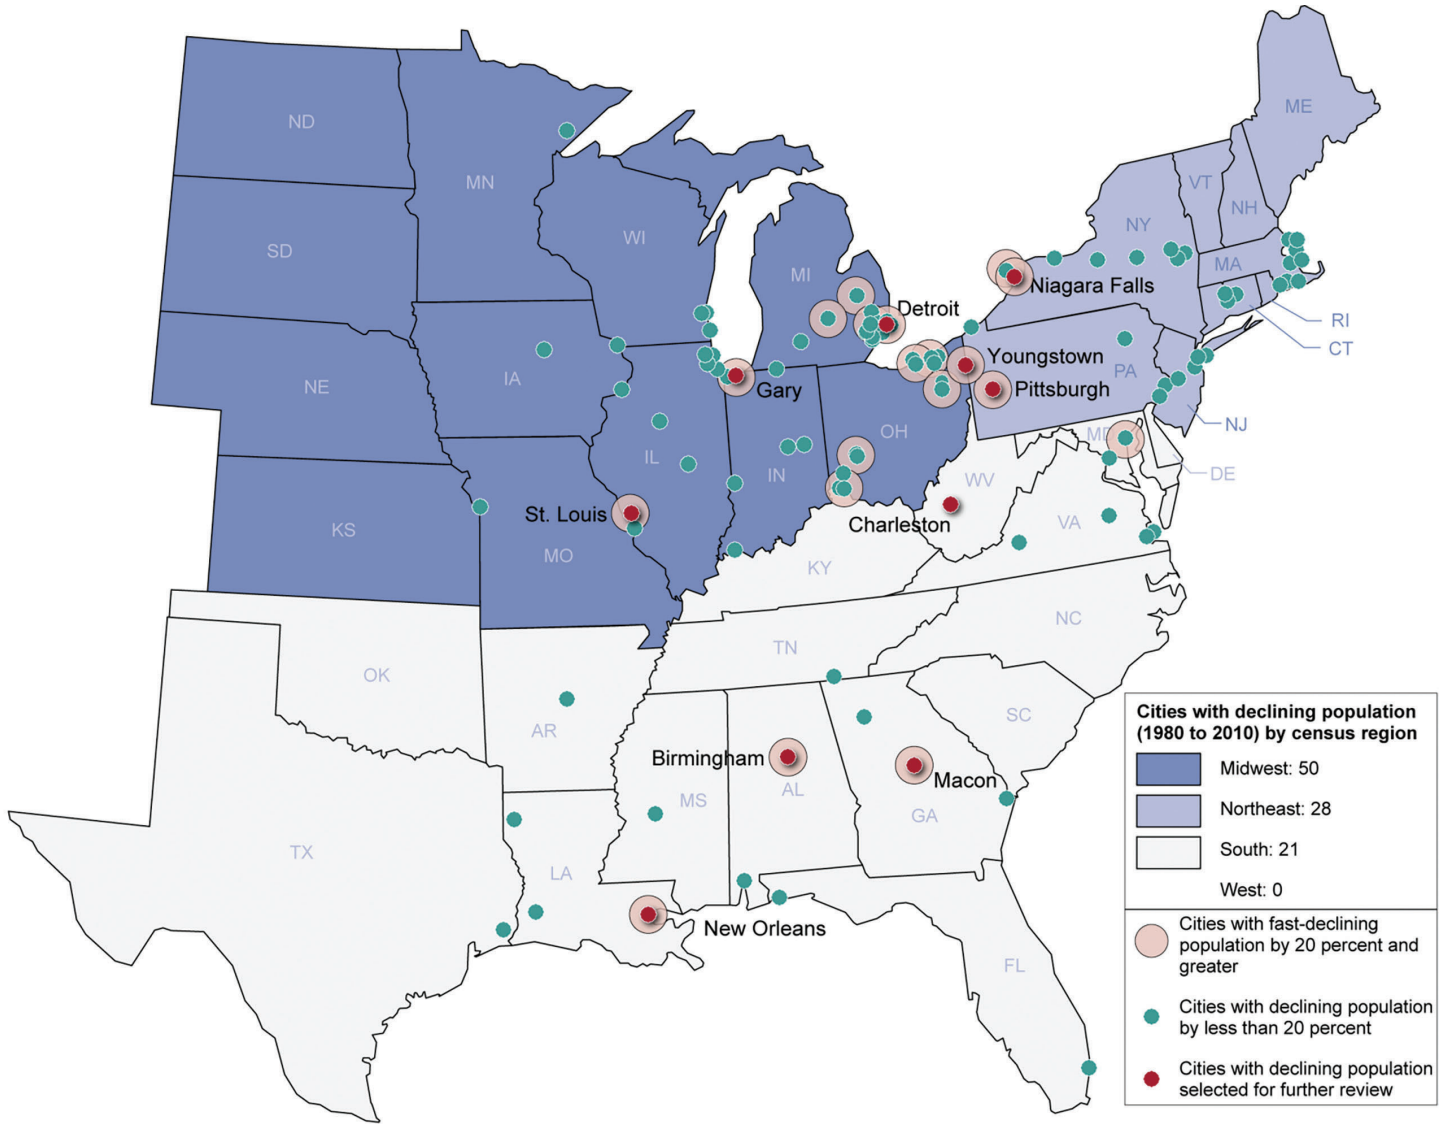 ND
MN
ME
VT
NH
NY
WI
SD
MI
MA
Niagara Falls
Detroit
RI
CT
Youngstown
PA
IA
NE
Gary
Pittsburgh
NJ
OH
MD
IL
IN
DE
WV
St. Louis
Charleston
VA
KS
MO
KY
NC
TN
OK
AR
SC
Birmingham
Macon
MS
AL
GA
TX
LA
New Orleans
FL
Cities with declining population
(1980 to 2010) by census region
Midwest: 50
Northeast: 28
South: 21
West: 0
Cities with fast-declining
population by 20 percent and
greater
Cities with declining population
by less than 20 percent
Cities with declining population
selected for further review